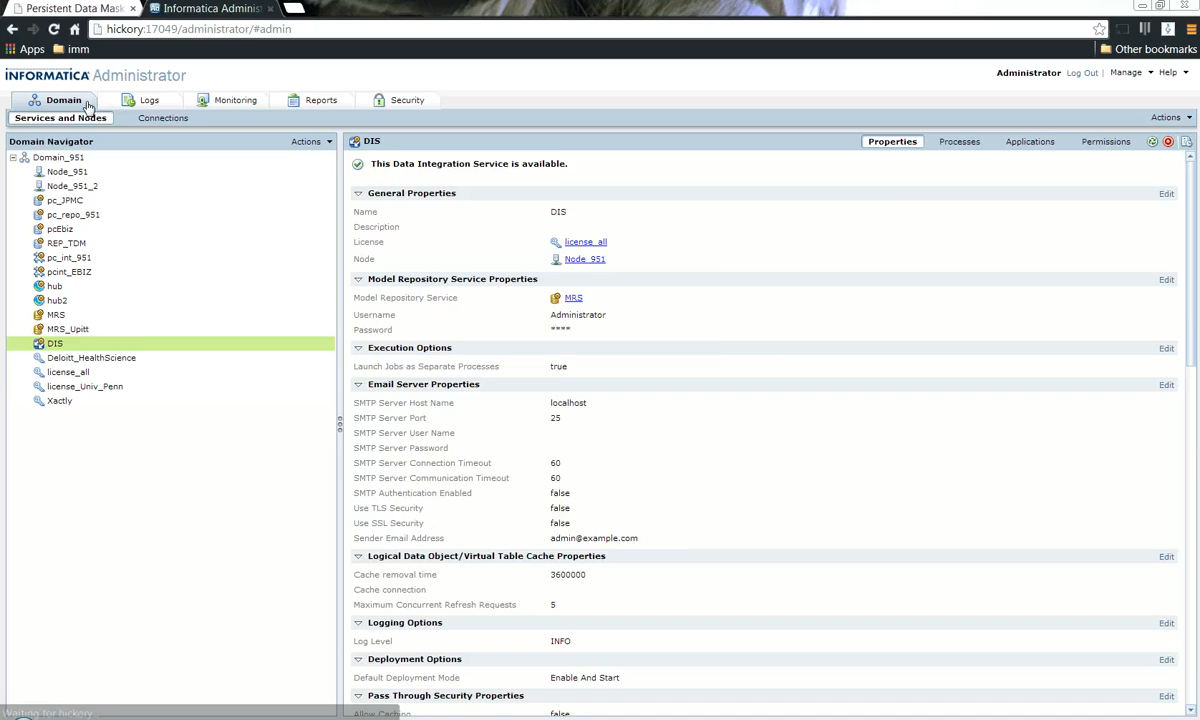 Persistent Data Mask
Informatica Adminis
hickory:17049/administrator/#admin
Apps
imm
Other bookmarks
INFORMATICA Administrator
Administrator
Log Out
Manage
Help
Domain
Logs
Monitoring
Reports
Security
Services and Nodes
Connections
Actions
Domain Navigator
Actions
DIS
Properties
Processes
Applications
Permissions
Domain_951
Node_951
Node_951_2
pc_JPMC
pc_repo_951
pcEbiz
REP_TDM
pc_int_951
pcint_EBIZ
hub
hub2
MRS
MRS_Upitt
DIS
Deloitt_HealthScience
license_all
license_Univ_Penn
Xactly
This Data Integration Service is available.
General Properties Edit
Name DIS
Description
License license_all
Node Node_951
Model Repository Service Properties Edit
Model Repository Service MRS
Username Administrator
Password ****
Execution Options Edit
Launch Jobs as Separate Processes true
Email Server Properties Edit
SMTP Server Host Name localhost
SMTP Server Port 25
SMTP Server User Name
SMTP Server Password
SMTP Server Connection Timeout 60
SMTP Server Communication Timeout 60
SMTP Authentication Enabled false
Use TLS Security false
Use SSL Security false
Sender Email Address admin@example.com
Logical Data Object/Virtual Table Cache Properties Edit
Cache removal time 3600000
Cache connection
Maximum Concurrent Refresh Requests 5
Logging Options Edit
Log Level INFO
Deployment Options Edit
Default Deployment Mode Enable And Start
Pass Through Security Properties Edit
Allow Caching false
Waiting for hickory...